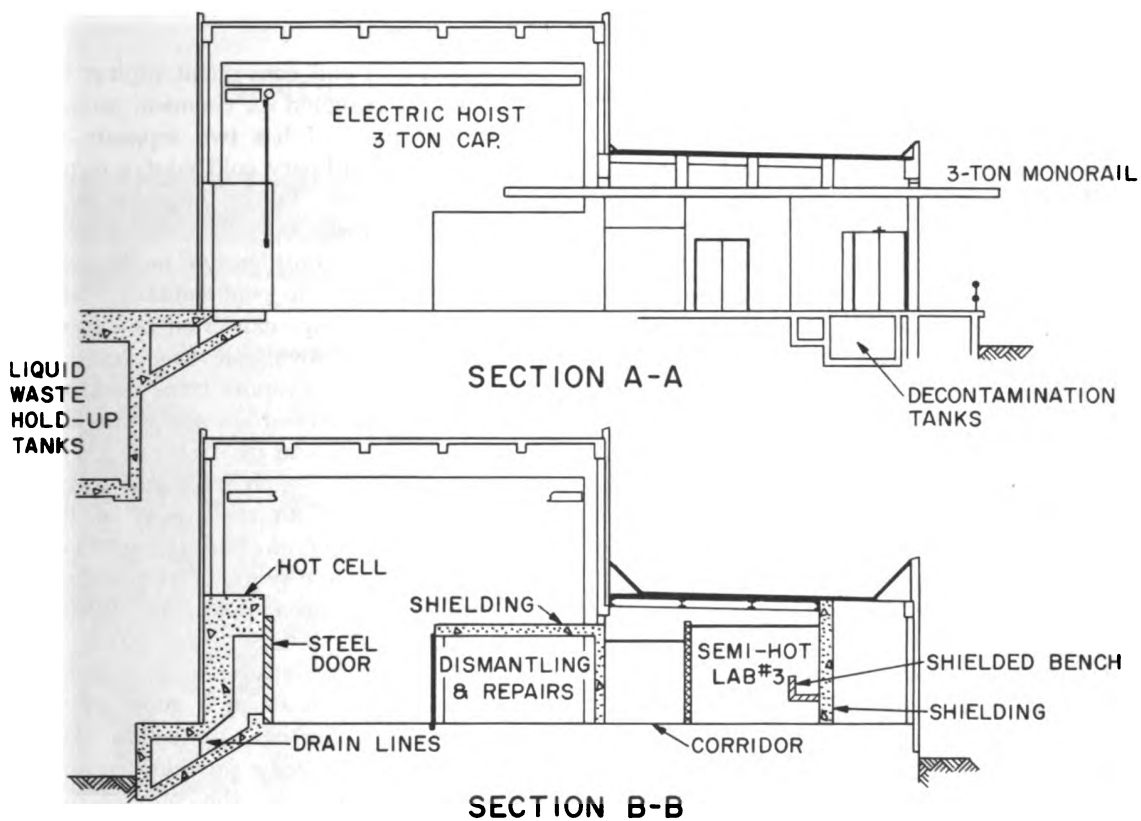 ELECTRIC HOIST
3 TON CAP.
3-TON MONORAIL
LIQUID
WASTE
HOLD-UP
TANKS
SECTION A-A
DECONTAMINATION
TANKS
HOT CELL
STEEL
DOOR
SHIELDING
DISMANTLING
& REPAIRS
SEMI-HOT
LAB #3
SHIELDED BENCH
SHIELDING
DRAIN LINES
CORRIDOR
SECTION B-B